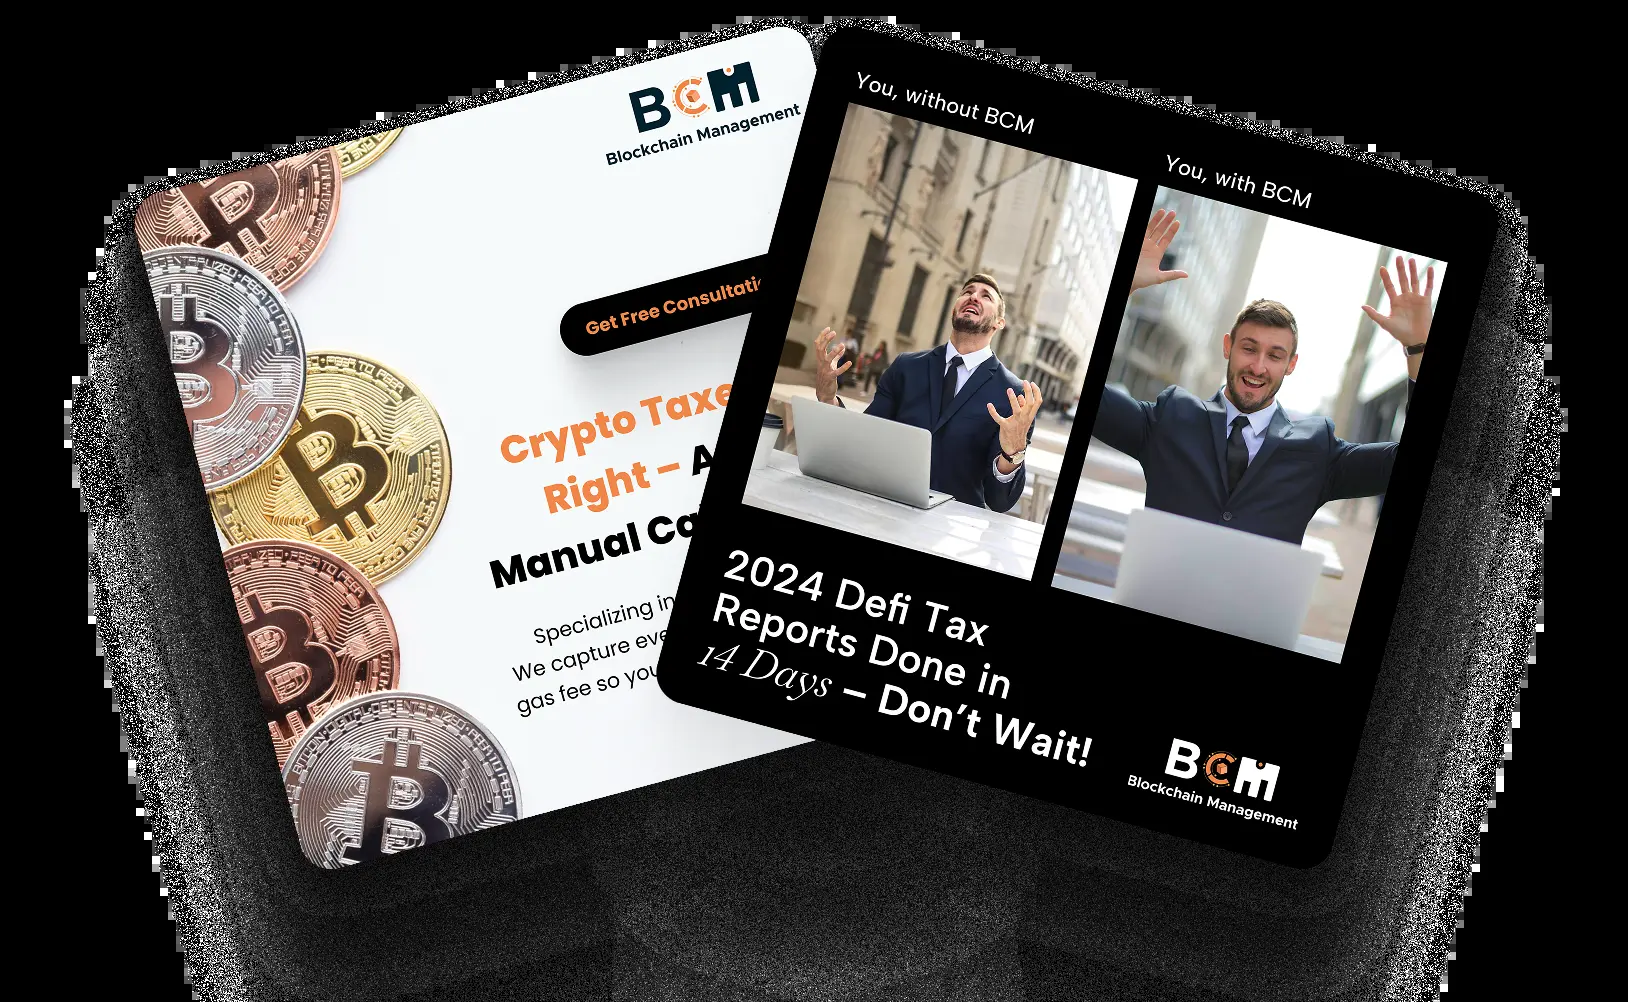 BCM
Blockchain Management
Get Free Consultati
Crypto Taxe
Right –
Manual Ca
Specializing in
We capture eve
gas fee so you
You, without BCM
You, with BCM
2024 Defi Tax
Reports Done in
14 Days – Don't Wait!
BCM
Blockchain Management